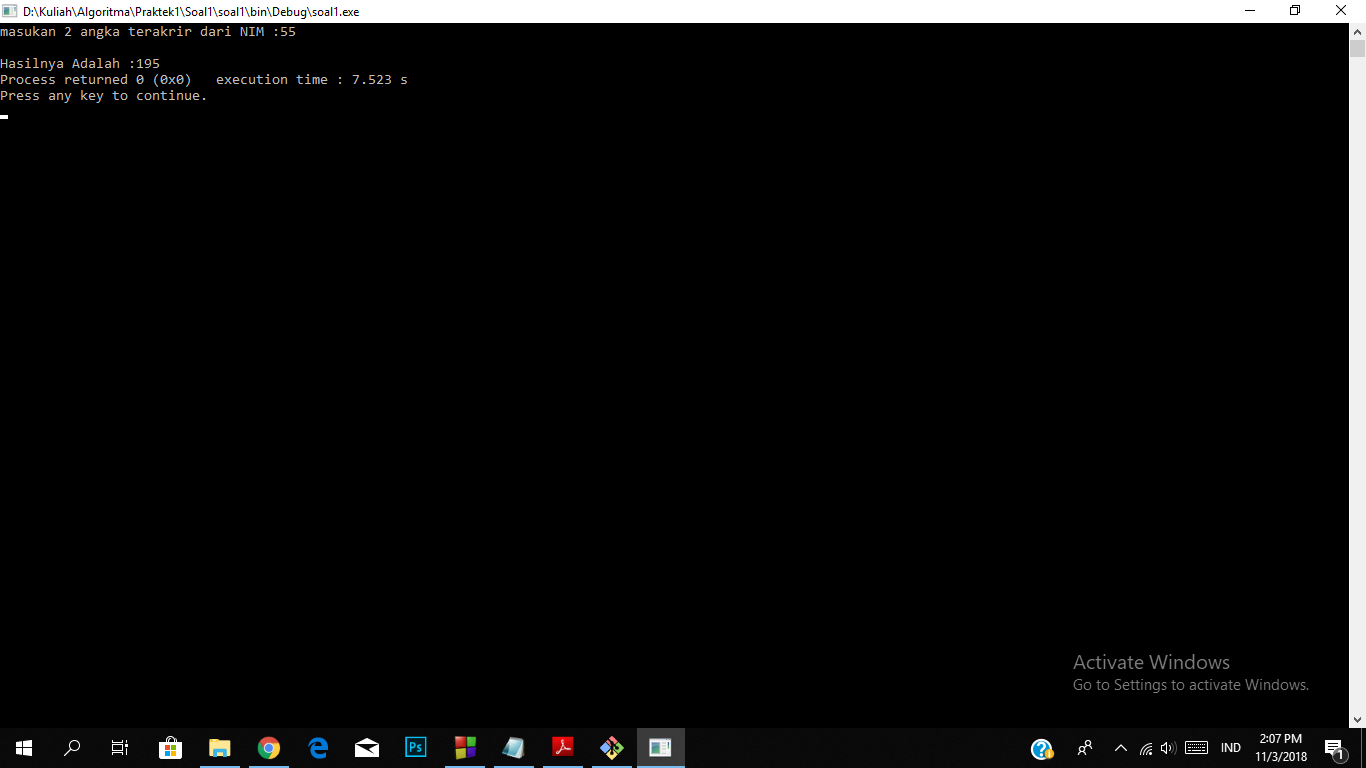 D:\Kuliah\Algoritma\Praktek1\Soal1\soal1\bin\Debug\soal1.exe
masukan 2 angka terakrir dari NIM :55
Hasilnya Adalah :195
Process returned 0 (0x0)   execution time : 7.523 s
Press any key to continue.
Activate Windows
Go to Settings to activate Windows.
Ps
IND
2:07 PM
11/3/2018
1